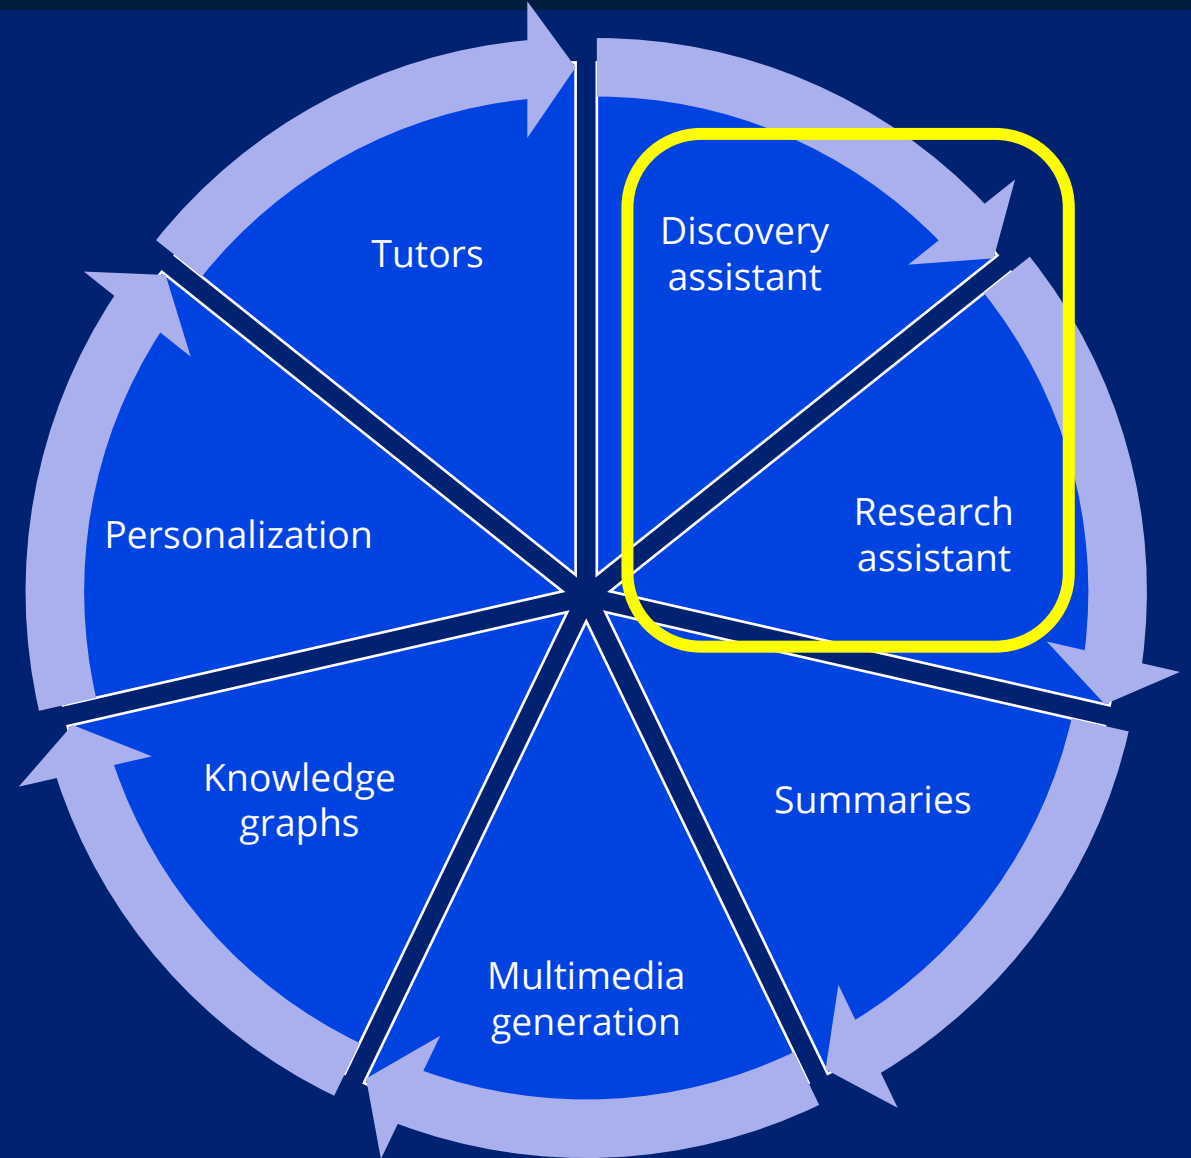 Discovery
assistant
Research
assistant
Summaries
Multimedia
generation
Knowledge
graphs
Personalization
Tutors